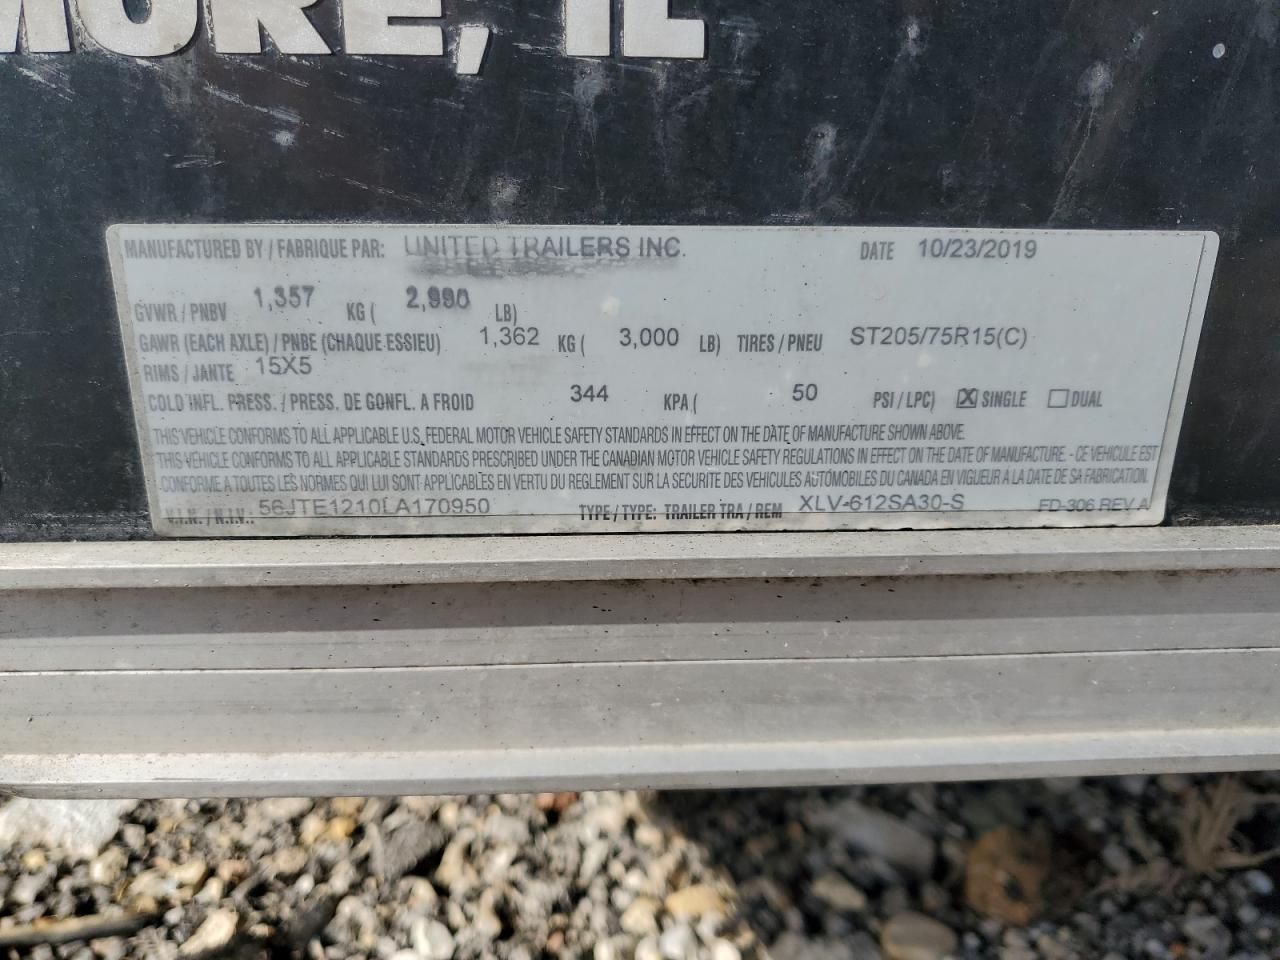 MORE, IL
MANUFACTURED BY / FABRIQUE PAR: UNITED TRAILERS INC. DATE 10/23/2019
GVWR / PNBV 1,357 KG ( 2,990 LB)
GAWR (EACH AXLE) / PNBE (CHAQUE ESSIEU) 1,362 KG ( 3,000 LB) TIRES / PNEU ST205/75R15(C)
RIMS / JANTE 15X5
COLD INFL. PRESS. / PRESS. DE GONFL. A FROID 344 KPA ( 50 PSI / LPC) ☒ SINGLE ☐ DUAL
THIS VEHICLE CONFORMS TO ALL APPLICABLE U.S. FEDERAL MOTOR VEHICLE SAFETY STANDARDS IN EFFECT ON THE DATE OF MANUFACTURE SHOWN ABOVE.
THIS VEHICLE CONFORMS TO ALL APPLICABLE STANDARDS PRESCRIBED UNDER THE CANADIAN MOTOR VEHICLE SAFETY REGULATIONS IN EFFECT ON THE DATE OF MANUFACTURE. - CE VEHICULE EST
CONFORME A TOUTES LES NORMES QUI LUI SONT APPLICABLES EN VERTU DU REGLEMENT SUR LA SECURITE DES VEHICLES AUTOMOBILES DU CANADA EN VIGUEUR A LA DATE DE SA FABRICATION.
V.I.N. / N.I.V.: 56JTE1210LA170950 TYPE / TYPE: TRAILER TRA / REM XLV-612SA30-S FD-306 REV A